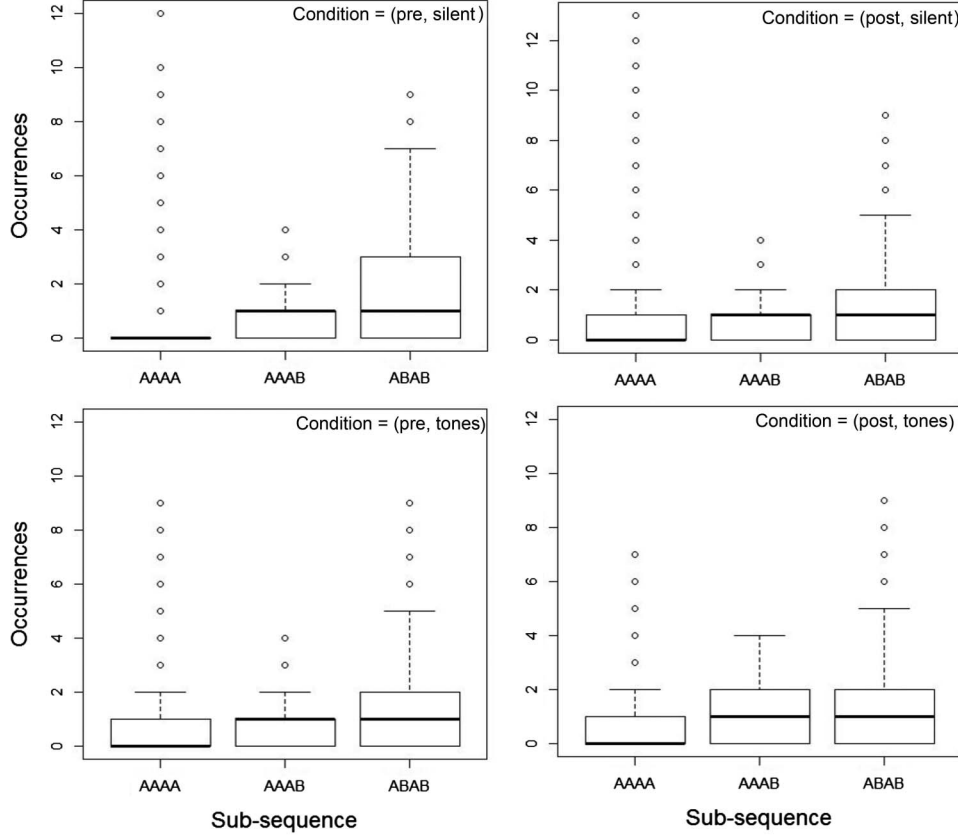 Condition = (pre, silent)
12
10
8
6
4
2
0
Occurrences
AAAA AAAB ABAB
Condition = (post, silent)
12
10
8
6
4
2
0
AAAA AAAB ABAB
Condition = (pre, tones)
12
10
8
6
4
2
0
Occurrences
AAAA AAAB ABAB
Sub-sequence
Condition = (post, tones)
12
10
8
6
4
2
0
AAAA AAAB ABAB
Sub-sequence